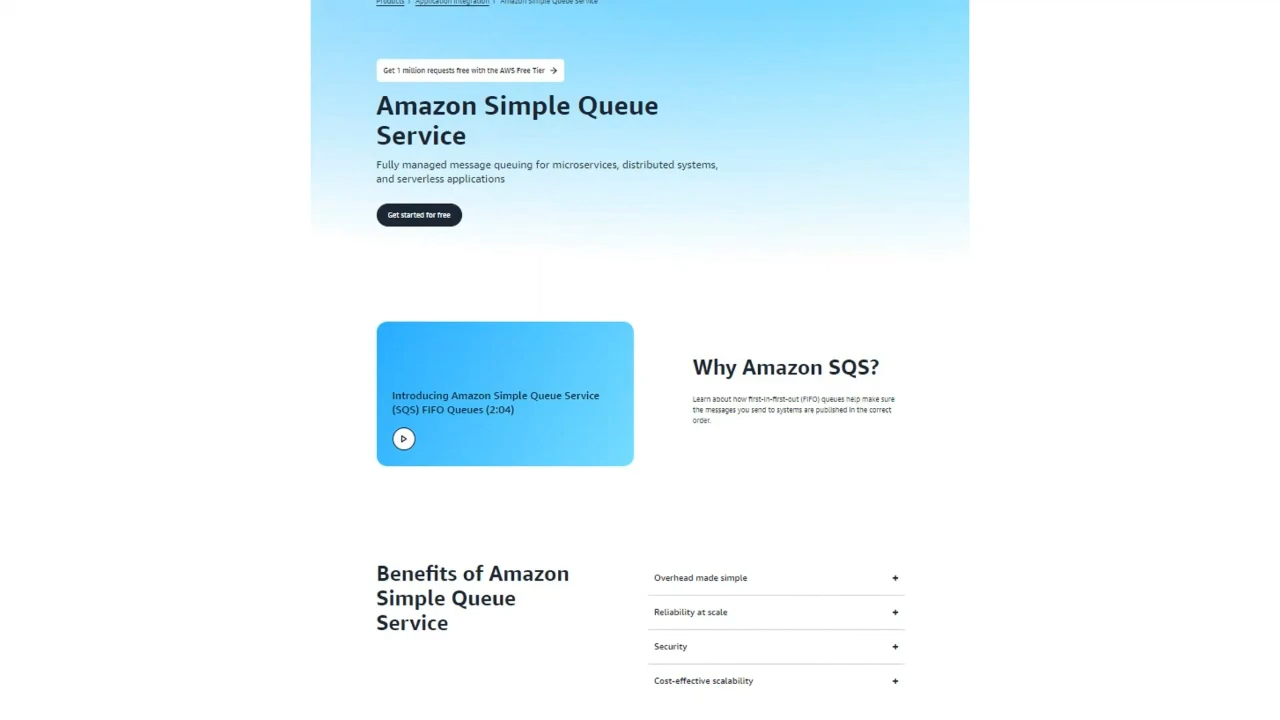 Products › Application Integration › Amazon Simple Queue Service
Get 1 million requests free with the AWS Free Tier →
Amazon Simple Queue
Service
Fully managed message queuing for microservices, distributed systems,
and serverless applications
Get started for free
Introducing Amazon Simple Queue Service
(SQS) FIFO Queues (2:04)
Why Amazon SQS?
Learn about how first-in-first-out (FIFO) queues help make sure
the messages you send to systems are published in the correct
order.
Benefits of Amazon
Simple Queue
Service
Overhead made simple +
Reliability at scale +
Security +
Cost-effective scalability +